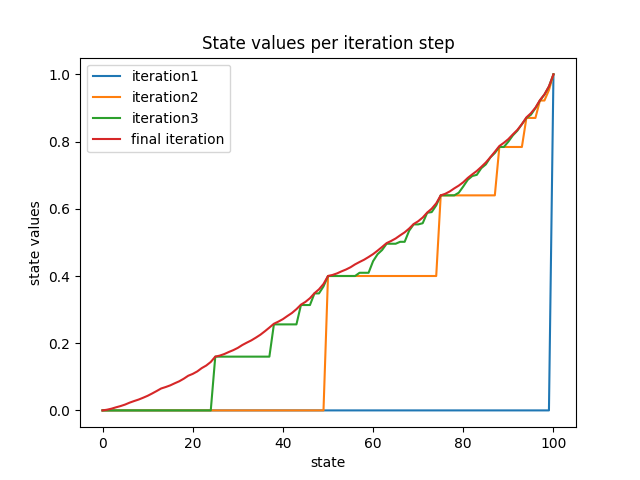 State values per iteration step
iteration1
iteration2
iteration3
final iteration
state values
1.0
0.8
0.6
0.4
0.2
0.0
0
20
40
60
80
100
state